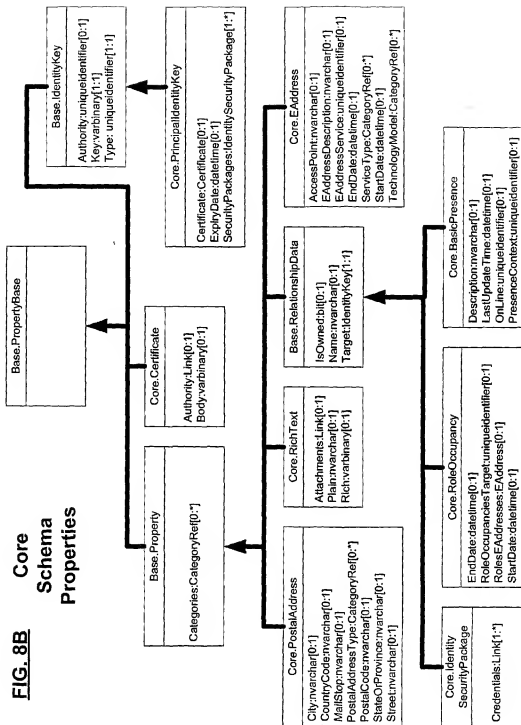 FIG. 8B
Core
Schema
Properties
Base.PropertyBase
Base.IdentityKey
Authority:uniqueidentifier[0:1]
Key:varbinary[1:1]
Type: uniqueidentifier[1:1]
Base.Property
Categories:CategoryRef[0:*]
Core.Certificate
Authority:Link[0:1]
Body:varbinary[0:1]
Core.PrincipalIdentityKey
Certificate:Certificate[0:1]
ExpiryDate:datetime[0:1]
SecurityPackages:IdentitySecurityPackage[1:*]
Core.PostalAddress
City:nvarchar[0:1]
CountryCode:nvarchar[0:1]
MailStop:nvarchar[0:1]
PostalAddressType:CategoryRef[0:*]
PostalCode:nvarchar[0:1]
StateOrProvince:nvarchar[0:1]
Street:nvarchar[0:1]
Core.RichText
Attachments:Link[0:1]
Plain:nvarchar[0:1]
Rich:varbinary[0:1]
Base.RelationshipData
IsOwned:bit[0:1]
Name:nvarchar[0:1]
Target:IdentityKey[1:1]
Core.EAddress
AccessPoint:nvarchar[0:1]
EAddressDescription:nvarchar[0:1]
EAddressService:uniqueidentifier[0:1]
EndDate:datetime[0:1]
ServiceType:CategoryRef[0:*]
StartDate:datetime[0:1]
TechnologyModel:CategoryRef[0:*]
Core.Identity
SecurityPackage
Credentials:Link[1:*]
Core.RoleOccupancy
EndDate:datetime[0:1]
RoleOccupanciesTarget:uniqueidentifier[0:1]
RolesEAddresses:EAddress[0:1]
StartDate:datetime[0:1]
Core.BasicPresence
Description:nvarchar[0:1]
LastUpdateTime:datetime[0:1]
OnLine:uniqueidentifier[0:1]
PresenceContext:uniqueidentifier[0:1]